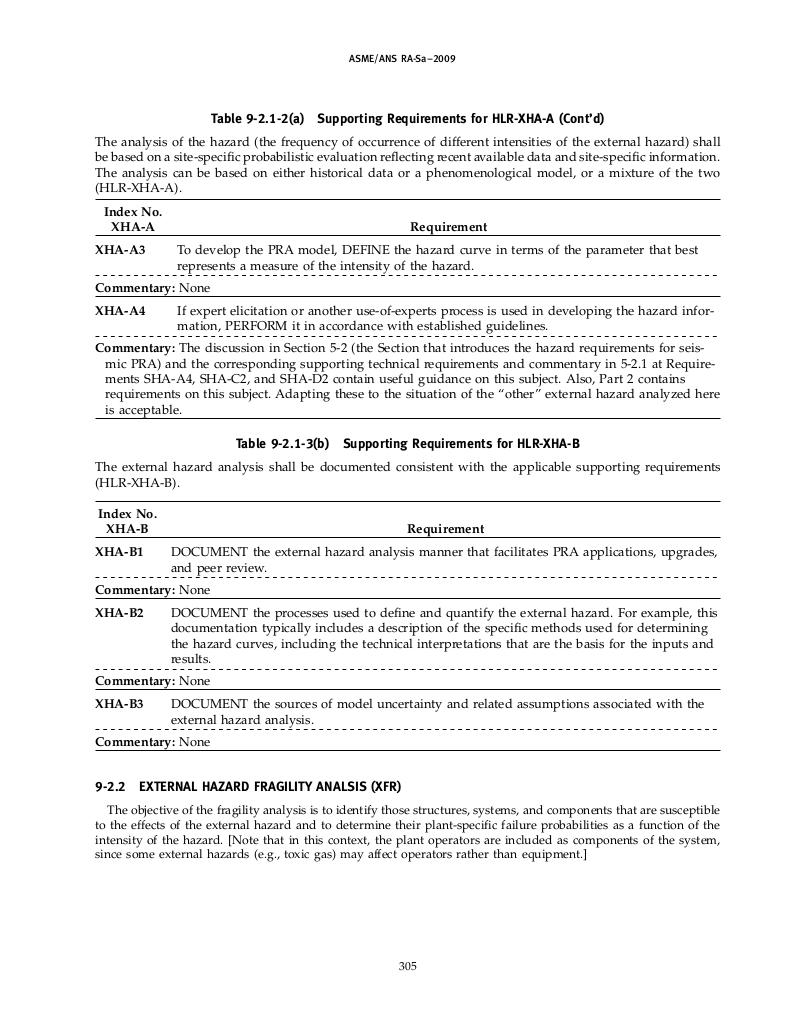 ASME/ANS RA-Sa–2009
Table 9-2.1-2(a) Supporting Requirements for HLR-XHA-A (Cont'd)
The analysis of the hazard (the frequency of occurrence of different intensities of the external hazard) shall
be based on a site-specific probabilistic evaluation reflecting recent available data and site-specific information.
The analysis can be based on either historical data or a phenomenological model, or a mixture of the two
(HLR-XHA-A).
Index No.
XHA-A Requirement
XHA-A3 To develop the PRA model, DEFINE the hazard curve in terms of the parameter that best
represents a measure of the intensity of the hazard.
Commentary: None
XHA-A4 If expert elicitation or another use-of-experts process is used in developing the hazard infor-
mation, PERFORM it in accordance with established guidelines.
Commentary: The discussion in Section 5-2 (the Section that introduces the hazard requirements for seis-
mic PRA) and the corresponding supporting technical requirements and commentary in 5-2.1 at Require-
ments SHA-A4, SHA-C2, and SHA-D2 contain useful guidance on this subject. Also, Part 2 contains
requirements on this subject. Adapting these to the situation of the “other” external hazard analyzed here
is acceptable.
Table 9-2.1-3(b) Supporting Requirements for HLR-XHA-B
The external hazard analysis shall be documented consistent with the applicable supporting requirements
(HLR-XHA-B).
Index No.
XHA-B Requirement
XHA-B1 DOCUMENT the external hazard analysis manner that facilitates PRA applications, upgrades,
and peer review.
Commentary: None
XHA-B2 DOCUMENT the processes used to define and quantify the external hazard. For example, this
documentation typically includes a description of the specific methods used for determining
the hazard curves, including the technical interpretations that are the basis for the inputs and
results.
Commentary: None
XHA-B3 DOCUMENT the sources of model uncertainty and related assumptions associated with the
external hazard analysis.
Commentary: None
9-2.2 EXTERNAL HAZARD FRAGILITY ANALSIS (XFR)
The objective of the fragility analysis is to identify those structures, systems, and components that are susceptible
to the effects of the external hazard and to determine their plant-specific failure probabilities as a function of the
intensity of the hazard. [Note that in this context, the plant operators are included as components of the system,
since some external hazards (e.g., toxic gas) may affect operators rather than equipment.]
305